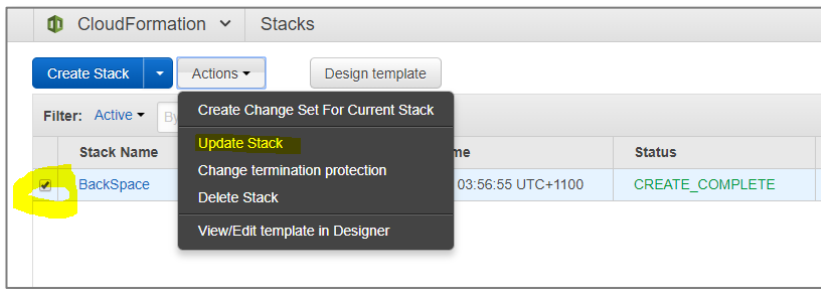 CloudFormation Stacks
Create Stack Actions Design template
Filter: Active By
Create Change Set For Current Stack
Stack Name Update Stack me Status
Change termination protection
BackSpace 03:56:55 UTC+1100 CREATE_COMPLETE
Delete Stack
View/Edit template in Designer